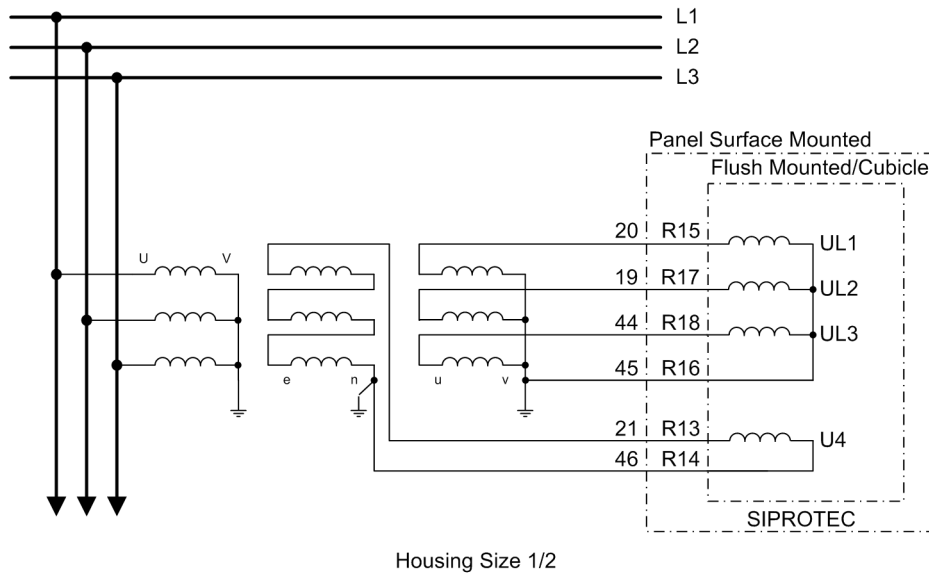 L1
L2
L3
Panel Surface Mounted
Flush Mounted/Cubicle
20 R15 UL1
U V
19 R17 UL2
44 R18 UL3
45 R16
e n u v
21 R13 U4
46 R14
SIPROTEC
Housing Size 1/2